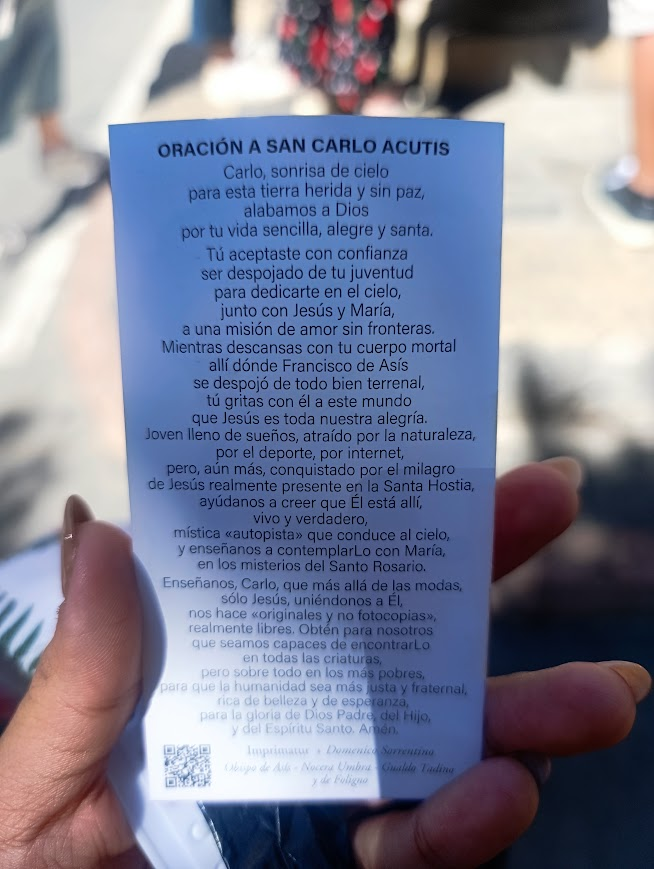 ORACIÓN A SAN CARLO ACUTIS
Carlo, sonrisa de cielo
para esta tierra herida y sin paz,
alabamos a Dios
por tu vida sencilla, alegre y santa.
Tú aceptaste con confianza
ser despojado de tu juventud
para dedicarte en el cielo,
junto con Jesús y María,
a una misión de amor sin fronteras.
Mientras descansas con tu cuerpo mortal
allí dónde Francisco de Asís
se despojó de todo bien terrenal,
tú gritas con él a este mundo
que Jesús es toda nuestra alegría.
Joven lleno de sueños, atraído por la naturaleza,
por el deporte, por internet,
pero, aún más, conquistado por el milagro
de Jesús realmente presente en la Santa Hostia,
ayúdanos a creer que Él está allí,
vivo y verdadero,
mística «autopista» que conduce al cielo,
y enseñanos a contemplarLo con María,
en los misterios del Santo Rosario.
Enseñanos, Carlo, que más allá de las modas,
sólo Jesús, uniéndonos a Él,
nos hace «originales y no fotocopias»,
realmente libres. Obtén para nosotros
que seamos capaces de encontrarLo
en todas las criaturas,
pero sobre todo en los más pobres,
para que la humanidad sea más justa y fraternal,
rica de belleza y de esperanza,
para la gloria de Dios Padre, del Hijo,
y del Espíritu Santo. Amén.
Imprimatur + Domenico Sorrentino
Obispo de Asís - Nocera Umbra - Gualdo Tadino
y de Foligno